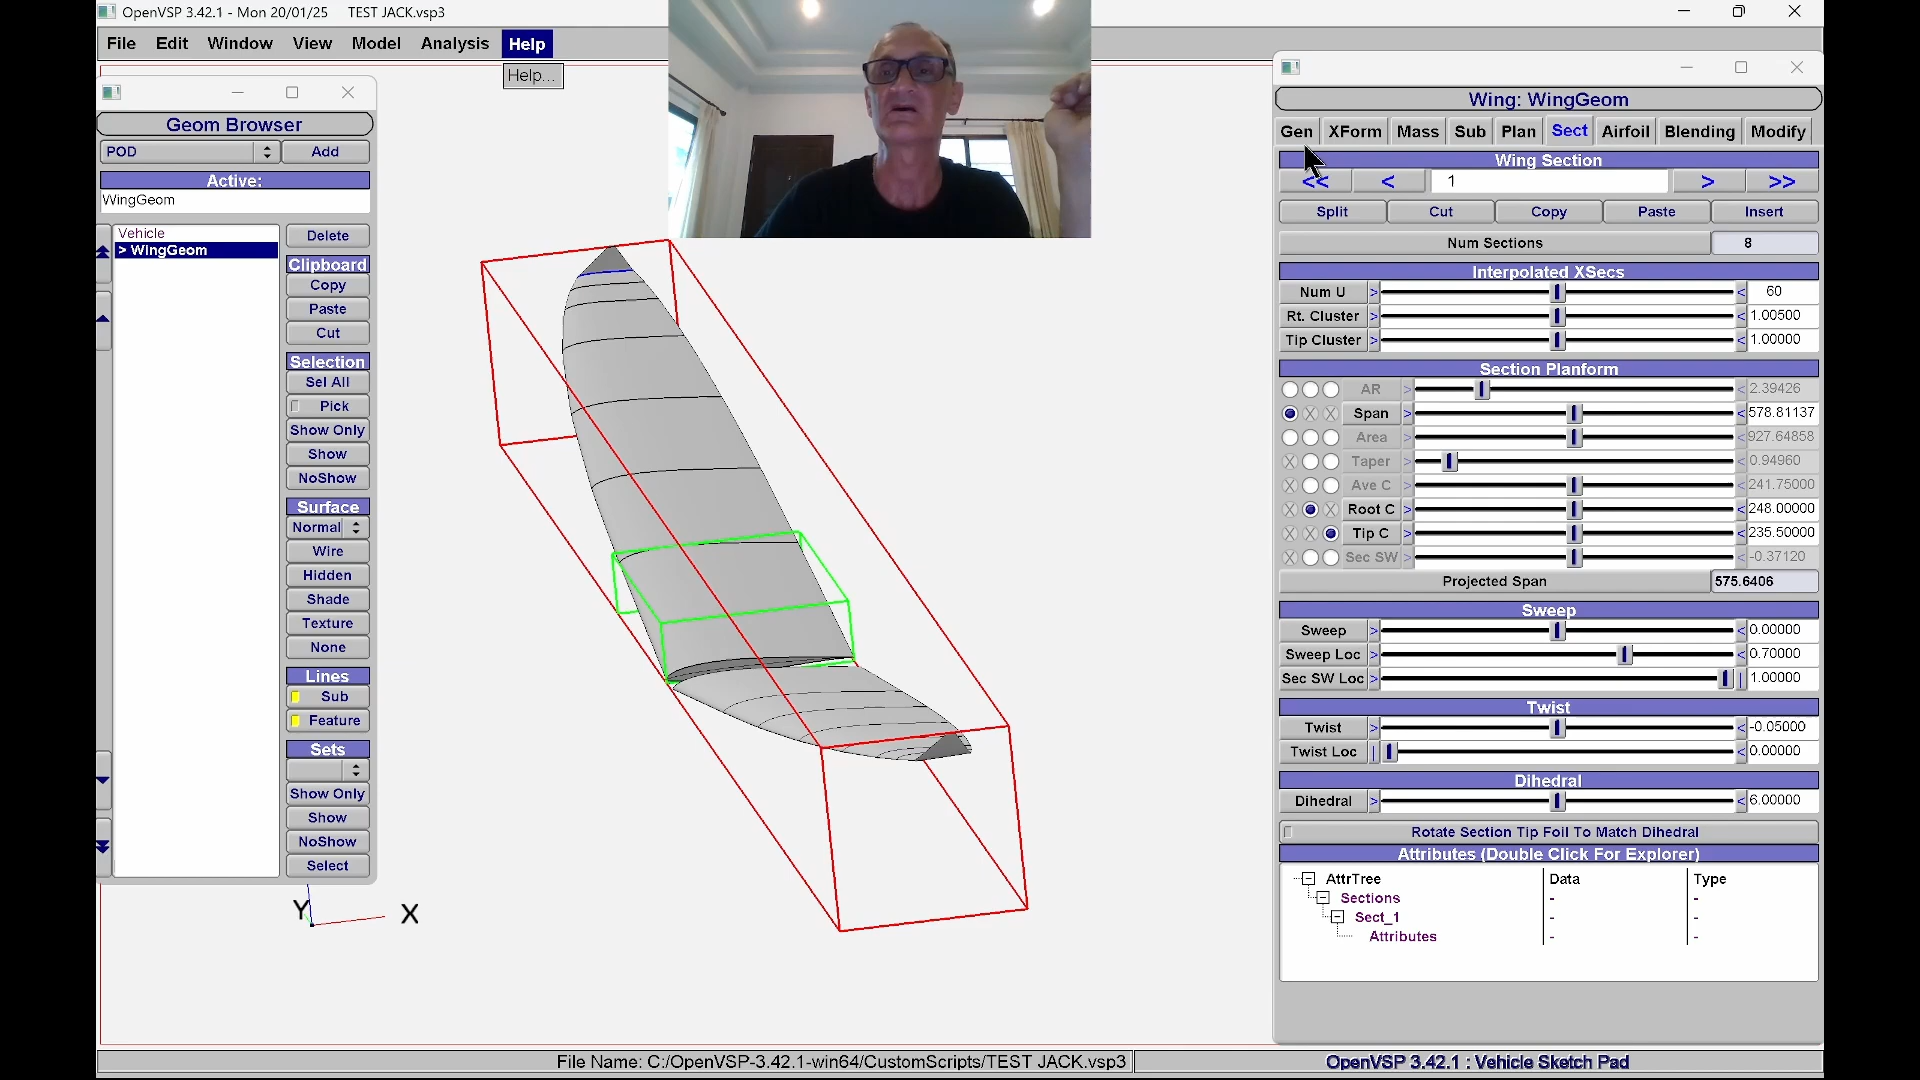 OpenVSP 3.42.1 - Mon 20/01/25 TEST JACK.vsp3
File Edit Window View Model Analysis Help
Help...
Geom Browser
POD Add
Active:
WingGeom
Vehicle
> WingGeom
Delete
Clipboard
Copy
Paste
Cut
Selection
Sel All
Pick
Show Only
Show
NoShow
Surface
Normal
Wire
Hidden
Shade
Texture
None
Lines
Sub
Feature
Sets
Show Only
Show
NoShow
Select
Y X
Wing: WingGeom
Gen XForm Mass Sub Plan Sect Airfoil Blending Modify
Wing Section
<< < 1 > >>
Split Cut Copy Paste Insert
Num Sections 8
Interpolated XSecs
Num U > < 60
Rt. Cluster > < 1.00500
Tip Cluster > < 1.00000
Section Planform
AR > < 2.39426
X X Span > < 578.81137
Area > < 927.64858
X Taper > < 0.94960
X Ave C > < 241.75000
X X Root C > < 248.00000
X X Tip C > < 235.50000
X Sec SW > < -0.37120
Projected Span 575.6406
Sweep
Sweep > < 0.00000
Sweep Loc > < 0.70000
Sec SW Loc > | 1.00000
Twist
Twist > < -0.05000
Twist Loc | < 0.00000
Dihedral
Dihedral > < 6.00000
Rotate Section Tip Foil To Match Dihedral
Attributes (Double Click For Explorer)
AttrTree Data Type
Sections - -
Sect_1 - -
Attributes - -
File Name: C:/OpenVSP-3.42.1-win64/CustomScripts/TEST JACK.vsp3
OpenVSP 3.42.1 : Vehicle Sketch Pad